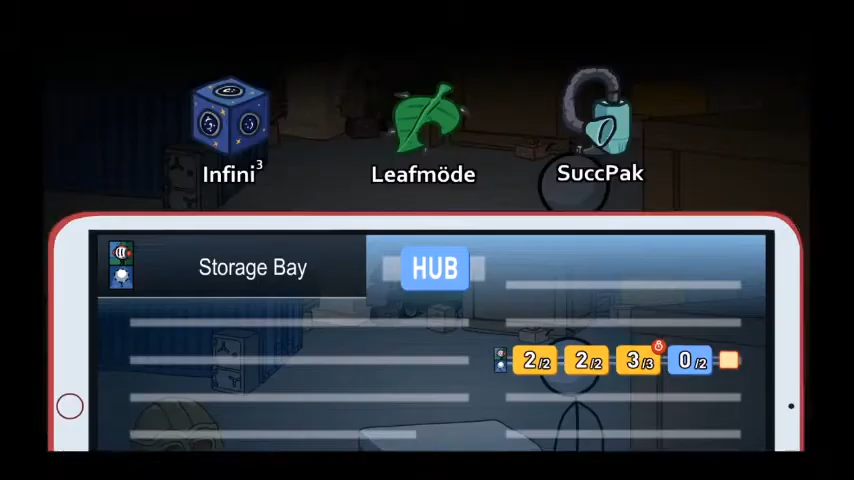 Infini³
Leafmöde
SuccPak
Storage Bay
HUB
2/2
2/2
3/3
0/2